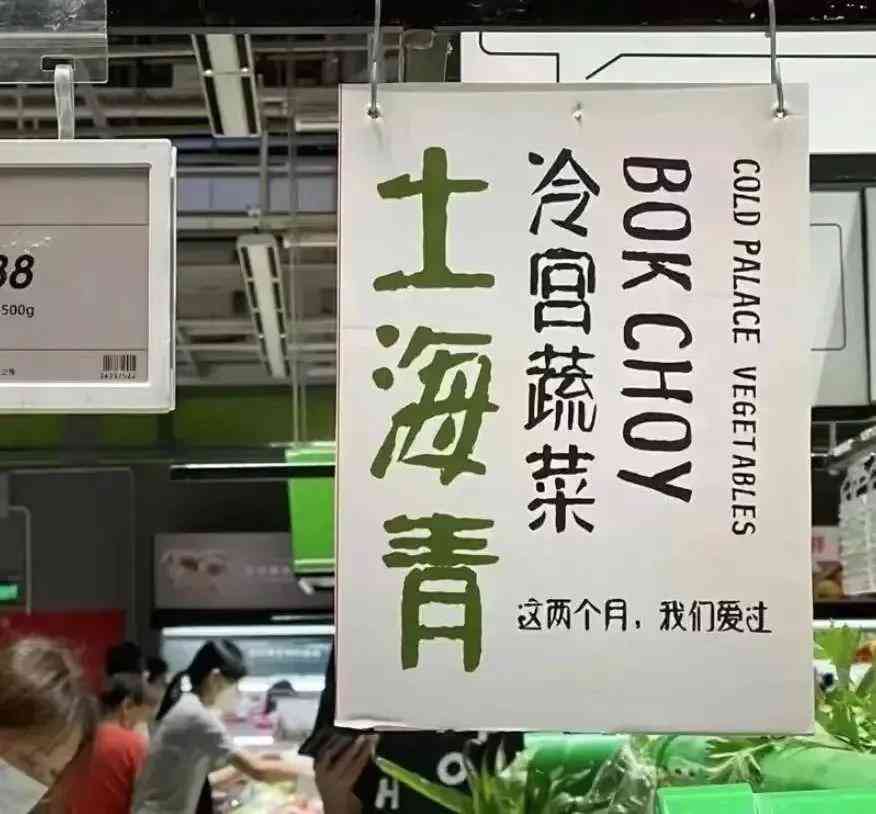 土海青
冷宫蔬菜
BOK CHOY
COLD PALACE VEGETABLES
这两个月，我们爱过
500g